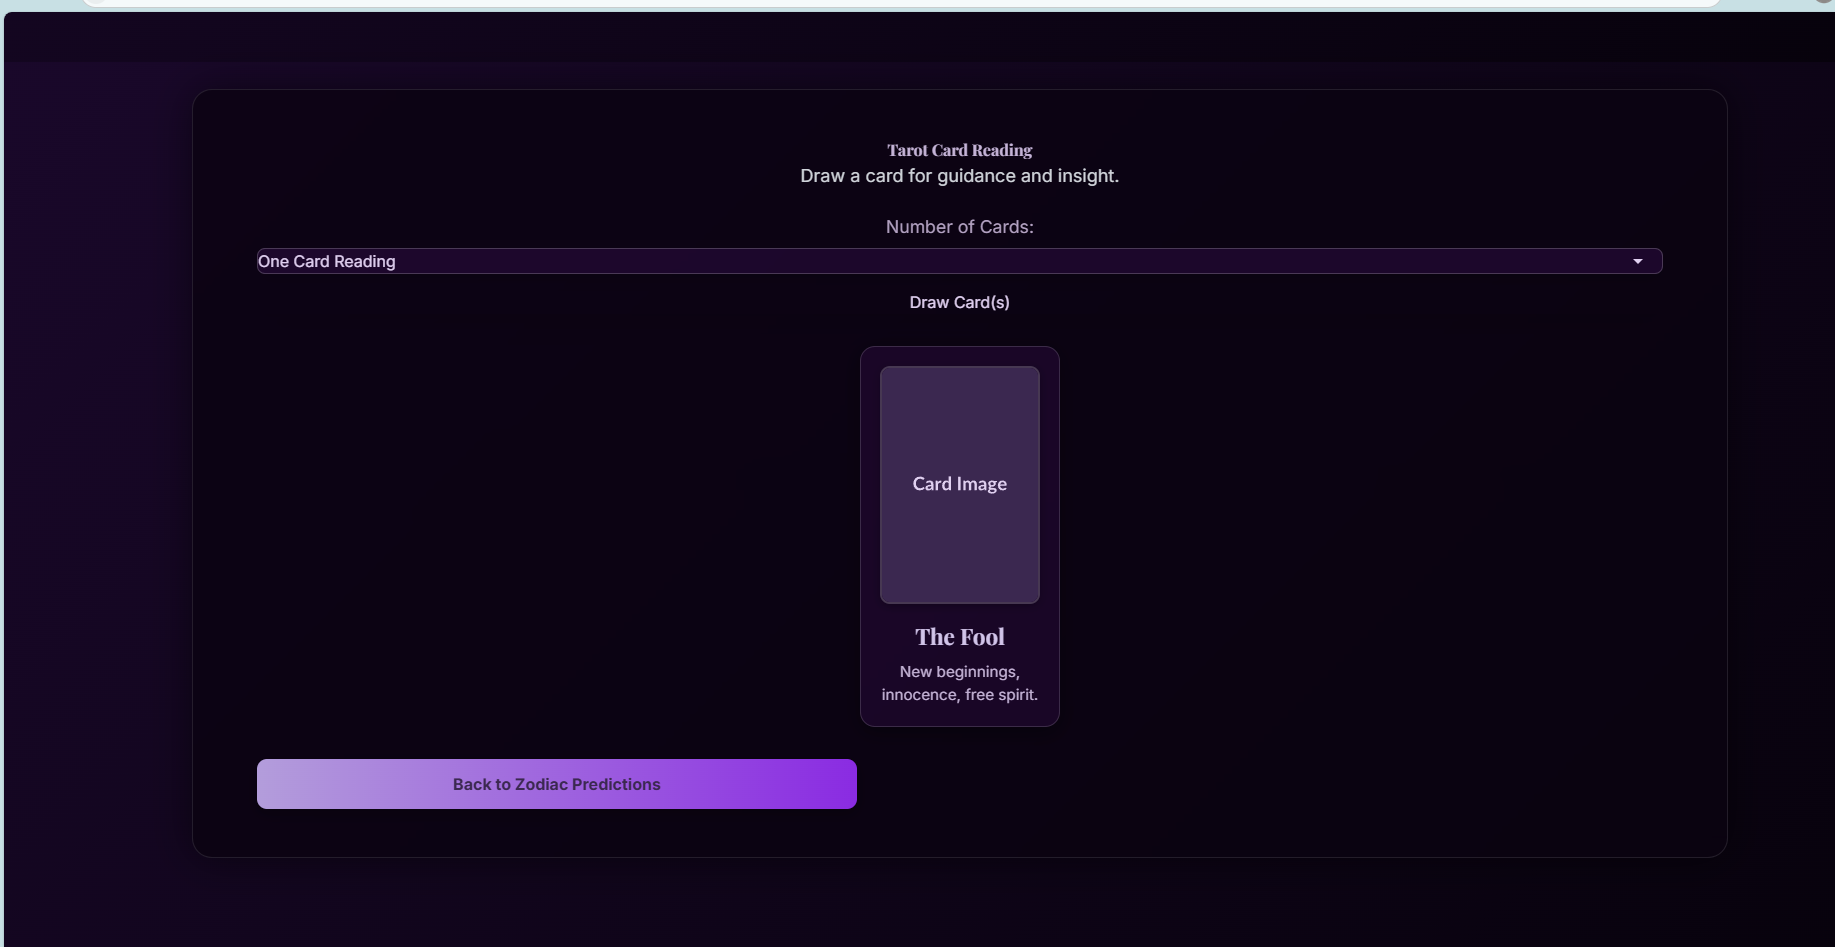 Tarot Card Reading
Draw a card for guidance and insight.
Number of Cards:
One Card Reading
Draw Card(s)
Card Image
The Fool
New beginnings,
innocence, free spirit.
Back to Zodiac Predictions